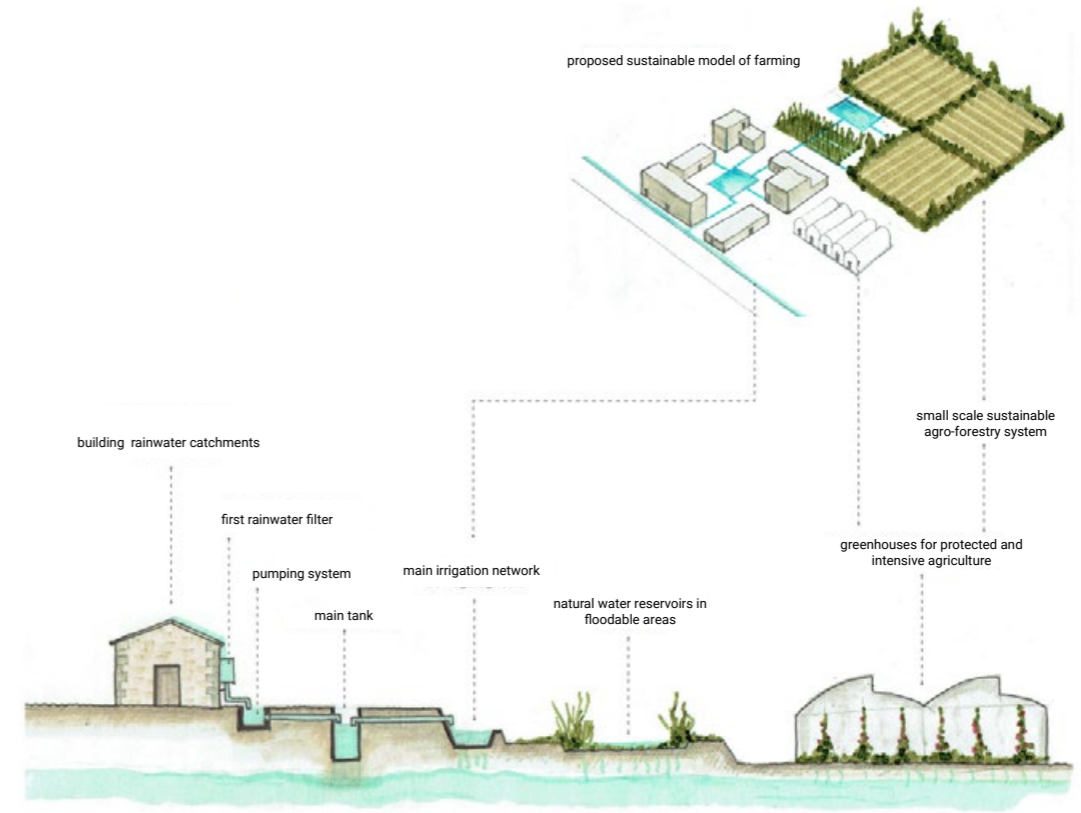 proposed sustainable model of farming
small scale sustainable
agro-forestry system
building rainwater catchments
first rainwater filter
greenhouses for protected and
intensive agriculture
pumping system
main irrigation network
natural water reservoirs in
floodable areas
main tank